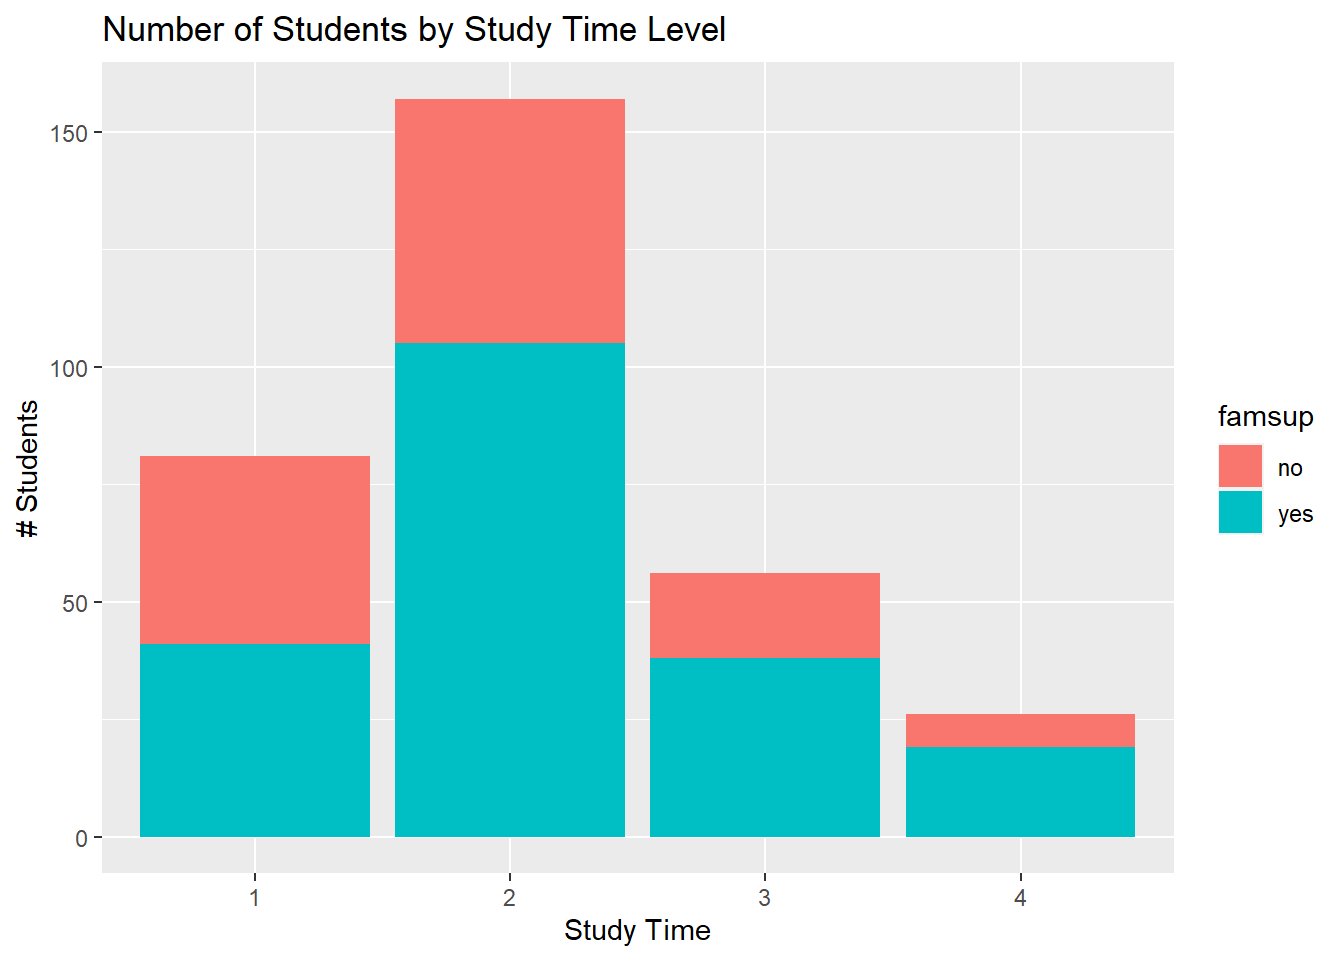 Number of Students by Study Time Level
# Students
150
100
50
0
1 2 3 4
Study Time
famsup
no
yes